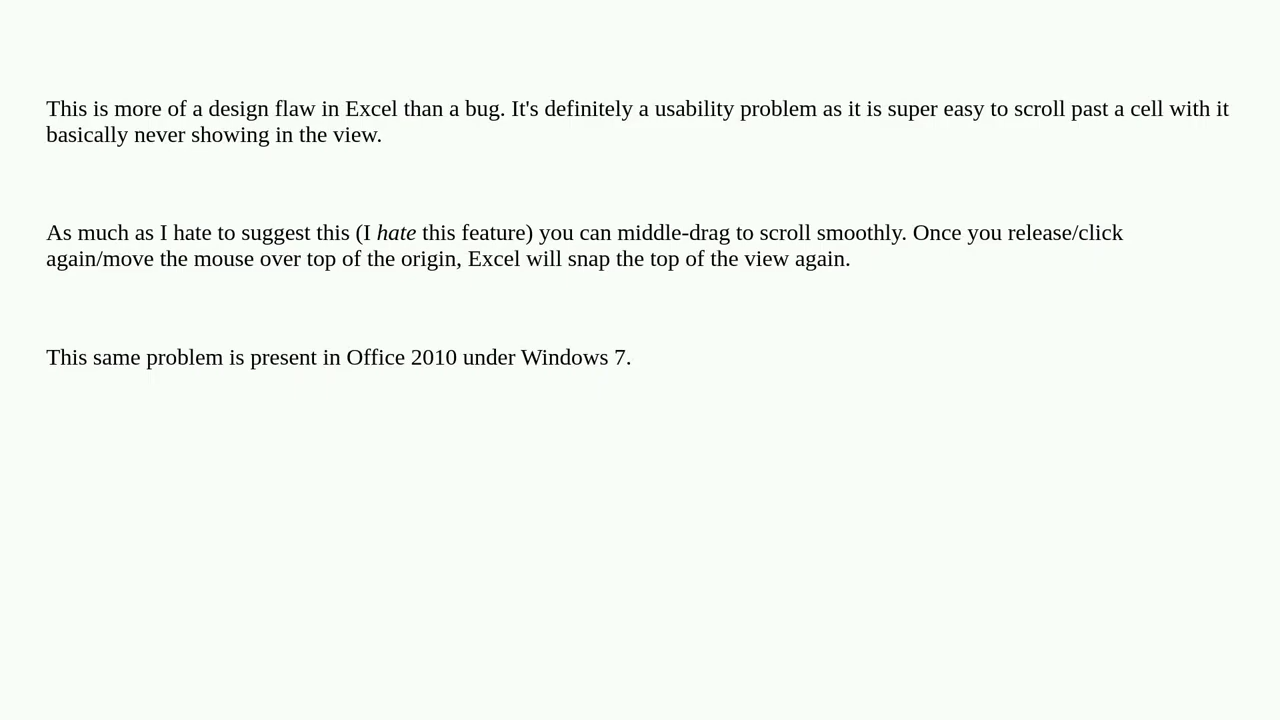 This is more of a design flaw in Excel than a bug. It's definitely a usability problem as it is super easy to scroll past a cell with it
basically never showing in the view.
As much as I hate to suggest this (I hate this feature) you can middle-drag to scroll smoothly. Once you release/click
again/move the mouse over top of the origin, Excel will snap the top of the view again.
This same problem is present in Office 2010 under Windows 7.